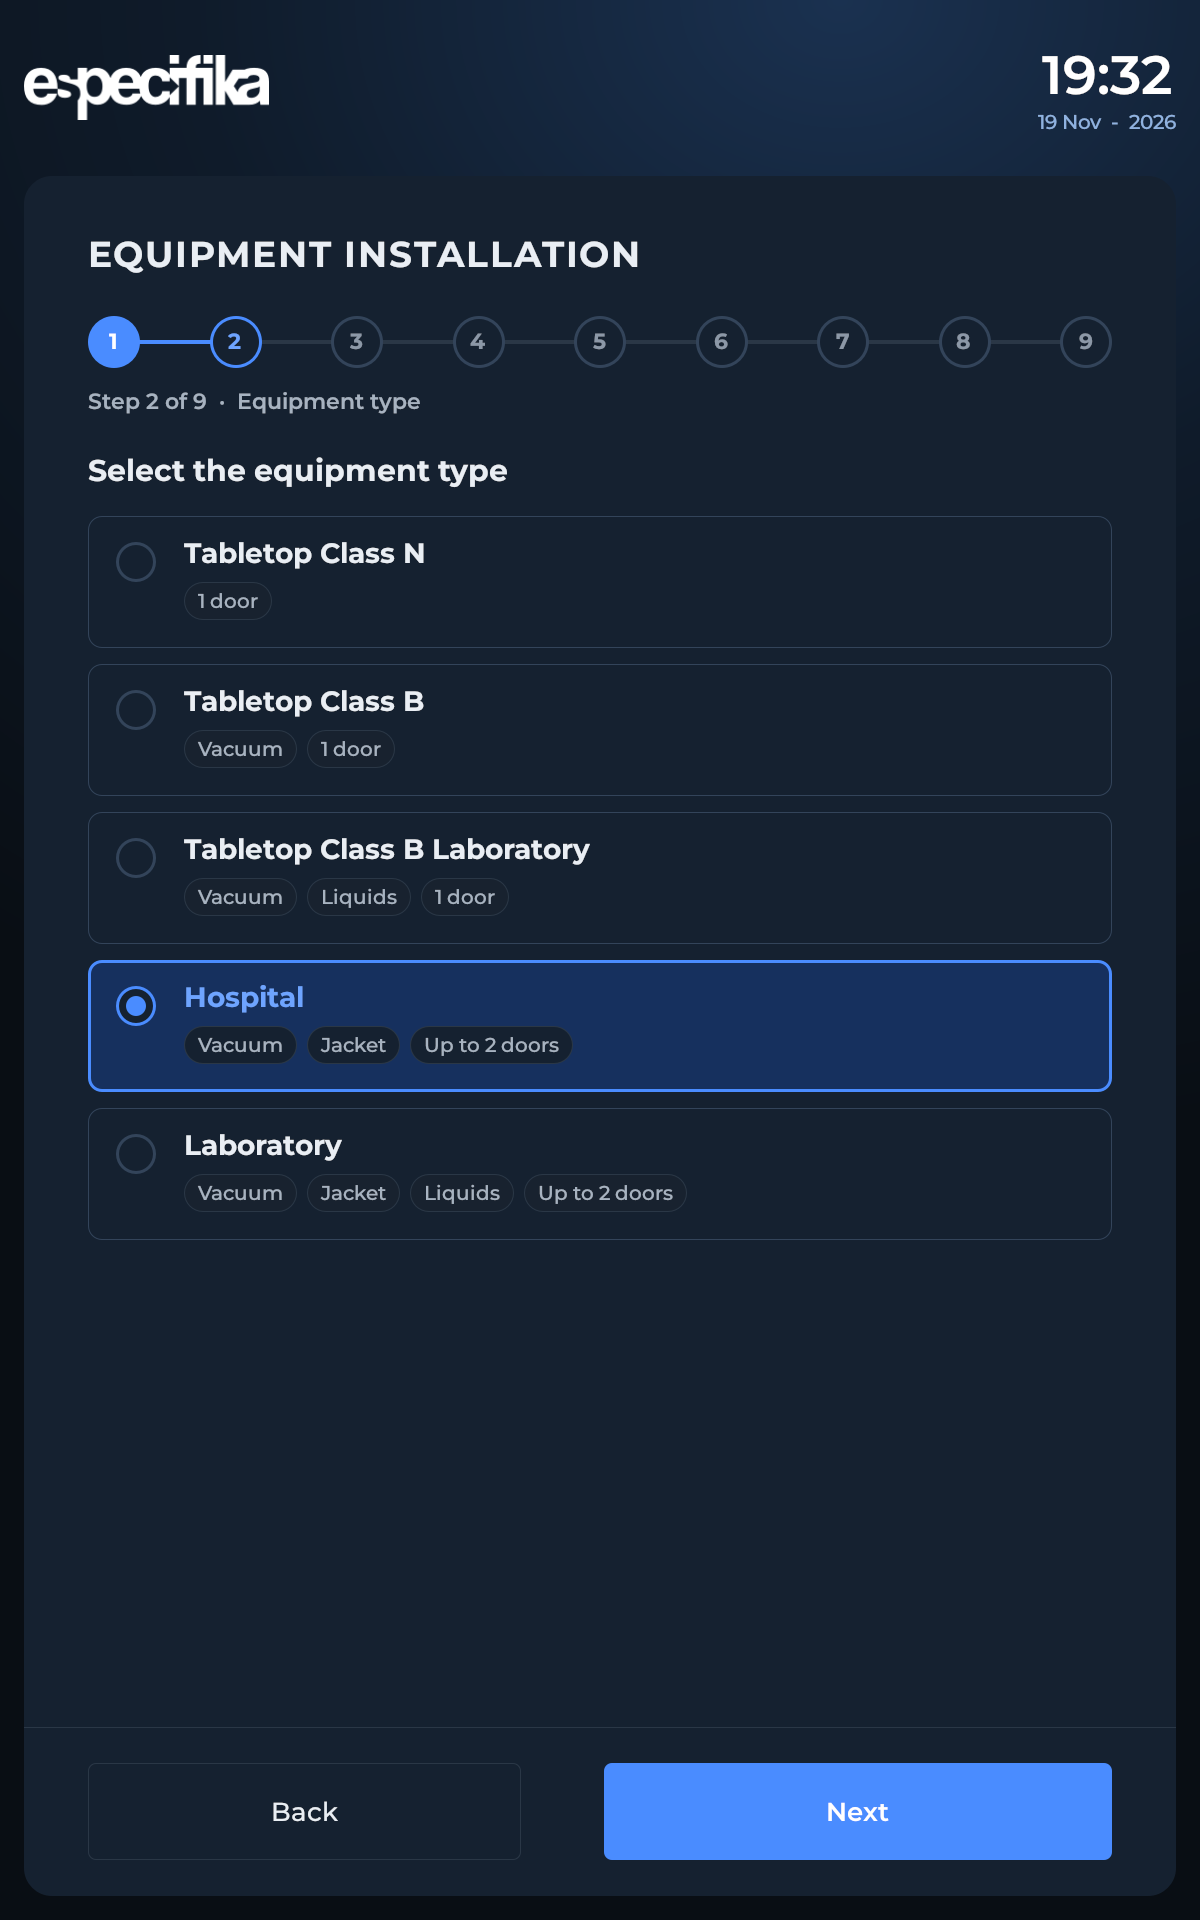 especifika
19:32
19 Nov - 2026
EQUIPMENT INSTALLATION
1 2 3 4 5 6 7 8 9
Step 2 of 9 · Equipment type
Select the equipment type
Tabletop Class N
1 door
Tabletop Class B
Vacuum 1 door
Tabletop Class B Laboratory
Vacuum Liquids 1 door
Hospital
Vacuum Jacket Up to 2 doors
Laboratory
Vacuum Jacket Liquids Up to 2 doors
Back Next